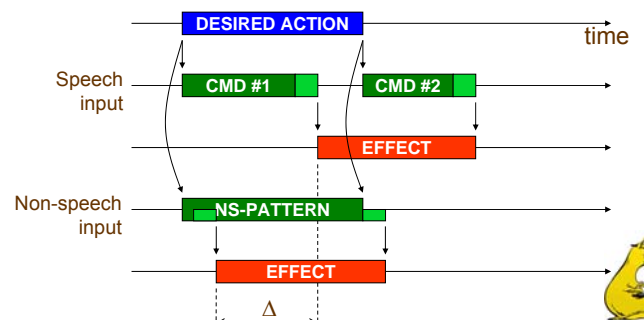 DESIRED ACTION
time
Speech
input
CMD #1
CMD #2
EFFECT
Non-speech
input
NS-PATTERN
EFFECT
Δ